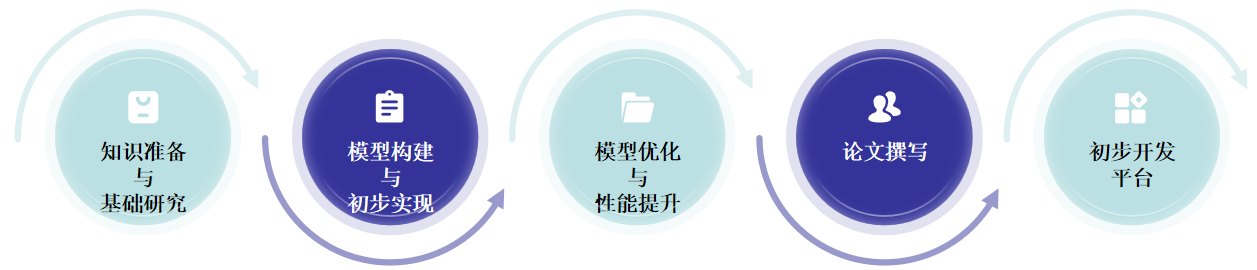 知识准备
与
基础研究
模型构建
与
初步实现
模型优化
与
性能提升
论文撰写
初步开发
平台